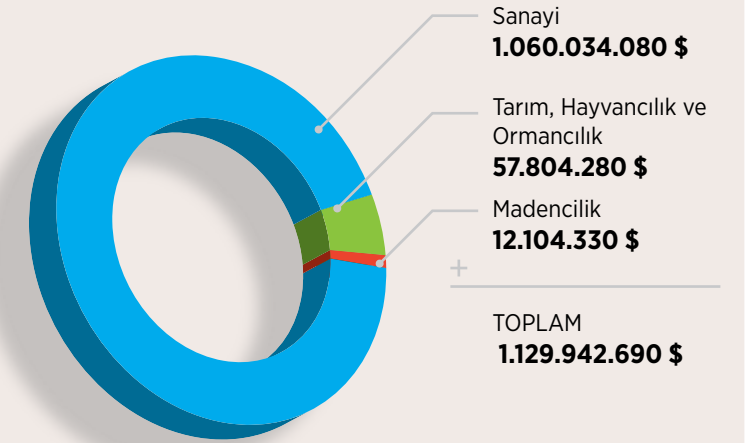 Sanayi
1.060.034.080 $
Tarım, Hayvancılık ve
Ormancılık
57.804.280 $
Madencilik
12.104.330 $
+
TOPLAM
1.129.942.690 $